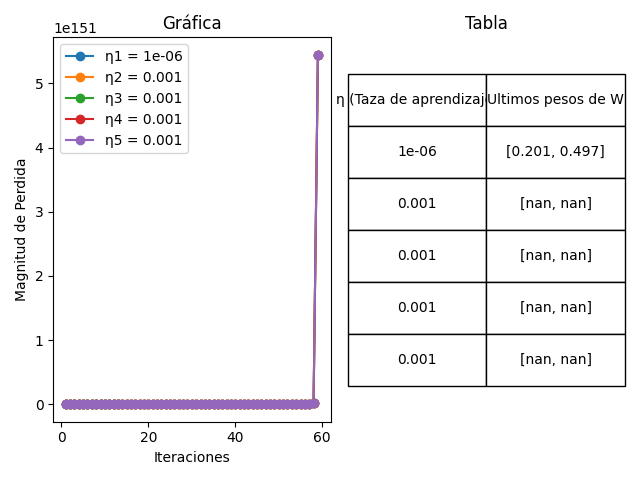 Gráfica
1e151
η1 = 1e-06
η2 = 0.001
η3 = 0.001
η4 = 0.001
η5 = 0.001
5
4
3
2
1
0
Magnitud de Perdida
0 20 40 60
Iteraciones
Tabla
η (Taza de aprendizaj Ultimos pesos de W
1e-06 [0.201, 0.497]
0.001 [nan, nan]
0.001 [nan, nan]
0.001 [nan, nan]
0.001 [nan, nan]